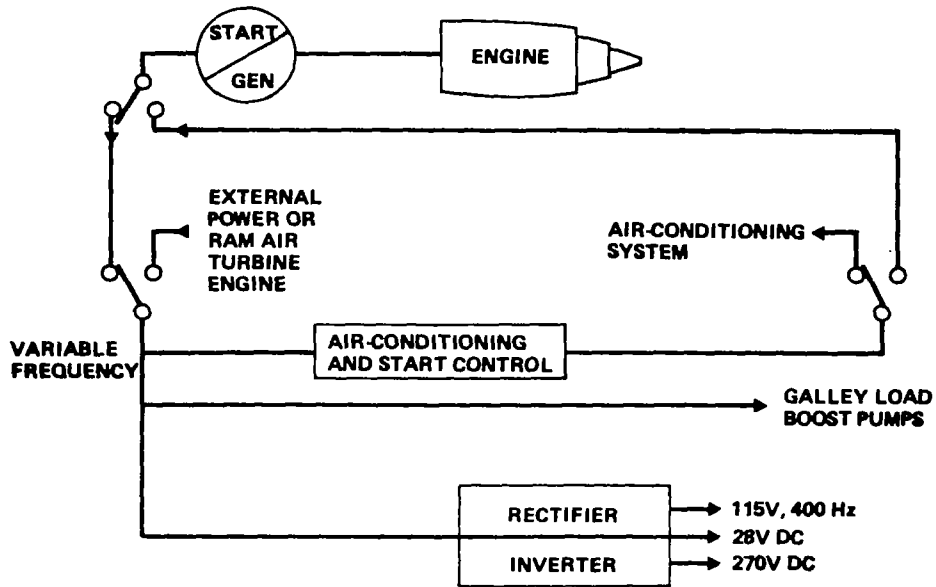 START
GEN
ENGINE
EXTERNAL
POWER OR
RAM AIR
TURBINE
ENGINE
AIR-CONDITIONING
SYSTEM
VARIABLE
FREQUENCY
AIR-CONDITIONING
AND START CONTROL
GALLEY LOAD
BOOST PUMPS
RECTIFIER
INVERTER
115V, 400 Hz
28V DC
270V DC